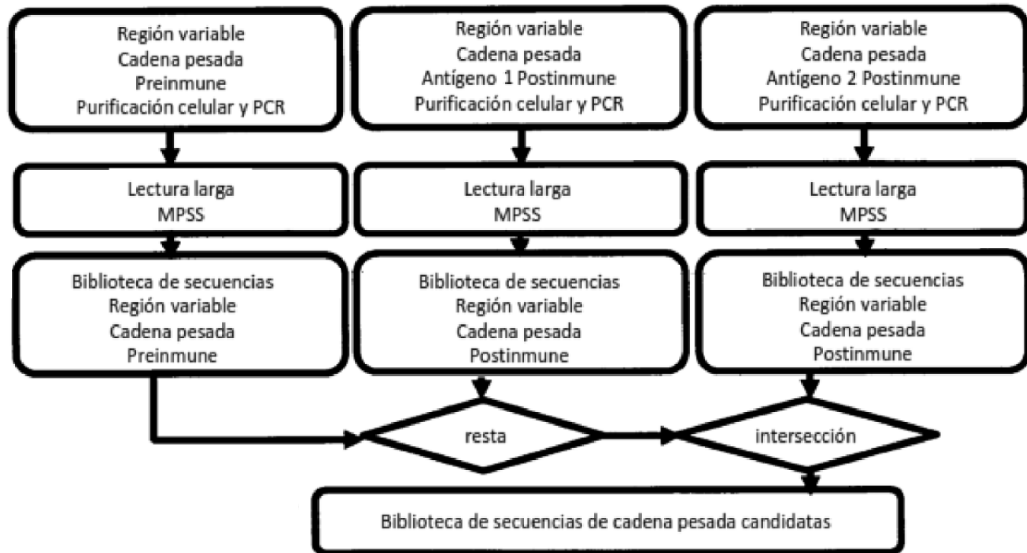 Región variable
Cadena pesada
Preinmune
Purificación celular y PCR
Región variable
Cadena pesada
Antígeno 1 Postinmune
Purificación celular y PCR
Región variable
Cadena pesada
Antígeno 2 Postinmune
Purificación celular y PCR
Lectura larga
MPSS
Lectura larga
MPSS
Lectura larga
MPSS
Biblioteca de secuencias
Región variable
Cadena pesada
Preinmune
Biblioteca de secuencias
Región variable
Cadena pesada
Postinmune
Biblioteca de secuencias
Región variable
Cadena pesada
Postinmune
resta
intersección
Biblioteca de secuencias de cadena pesada candidatas